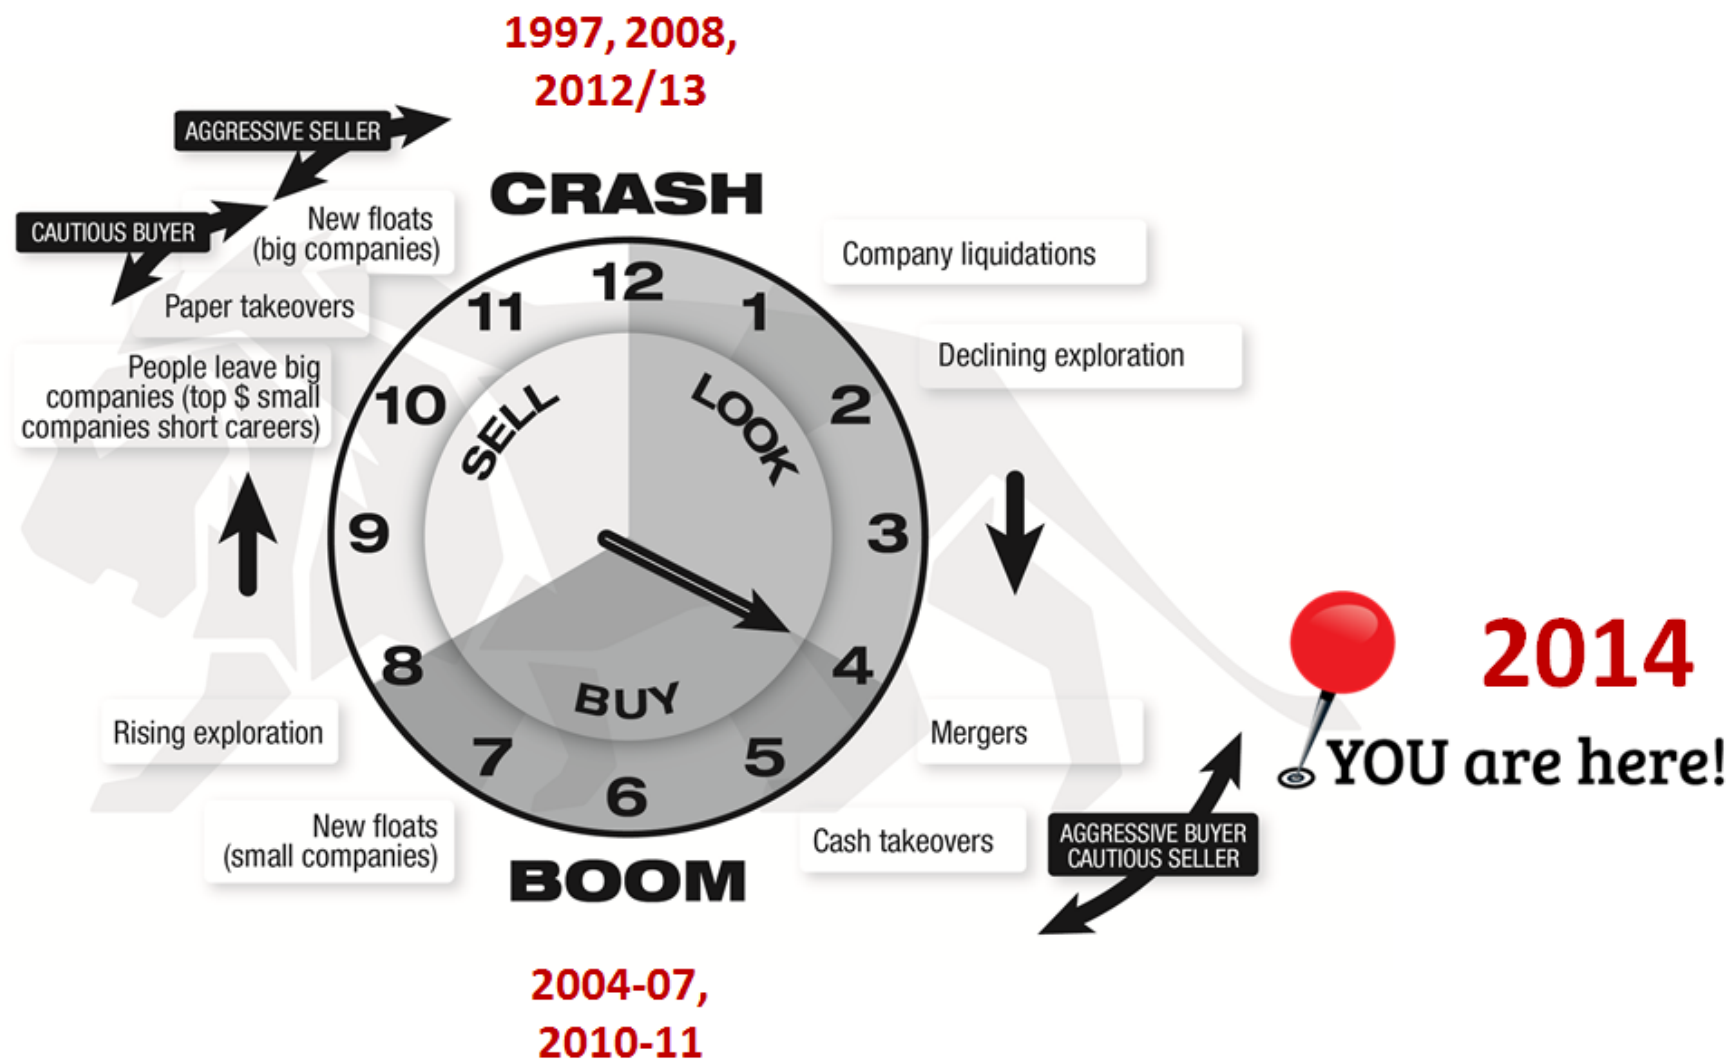 1997, 2008,
2012/13
AGGRESSIVE SELLER
CAUTIOUS BUYER
New floats
(big companies)
Paper takeovers
People leave big
companies (top $ small
companies short careers)
CRASH
Company liquidations
Declining exploration
12
1
2
3
4
5
6
7
8
9
10
11
SELL
LOOK
BUY
Rising exploration
New floats
(small companies)
Mergers
Cash takeovers
AGGRESSIVE BUYER
CAUTIOUS SELLER
2014
YOU are here!
BOOM
2004-07,
2010-11